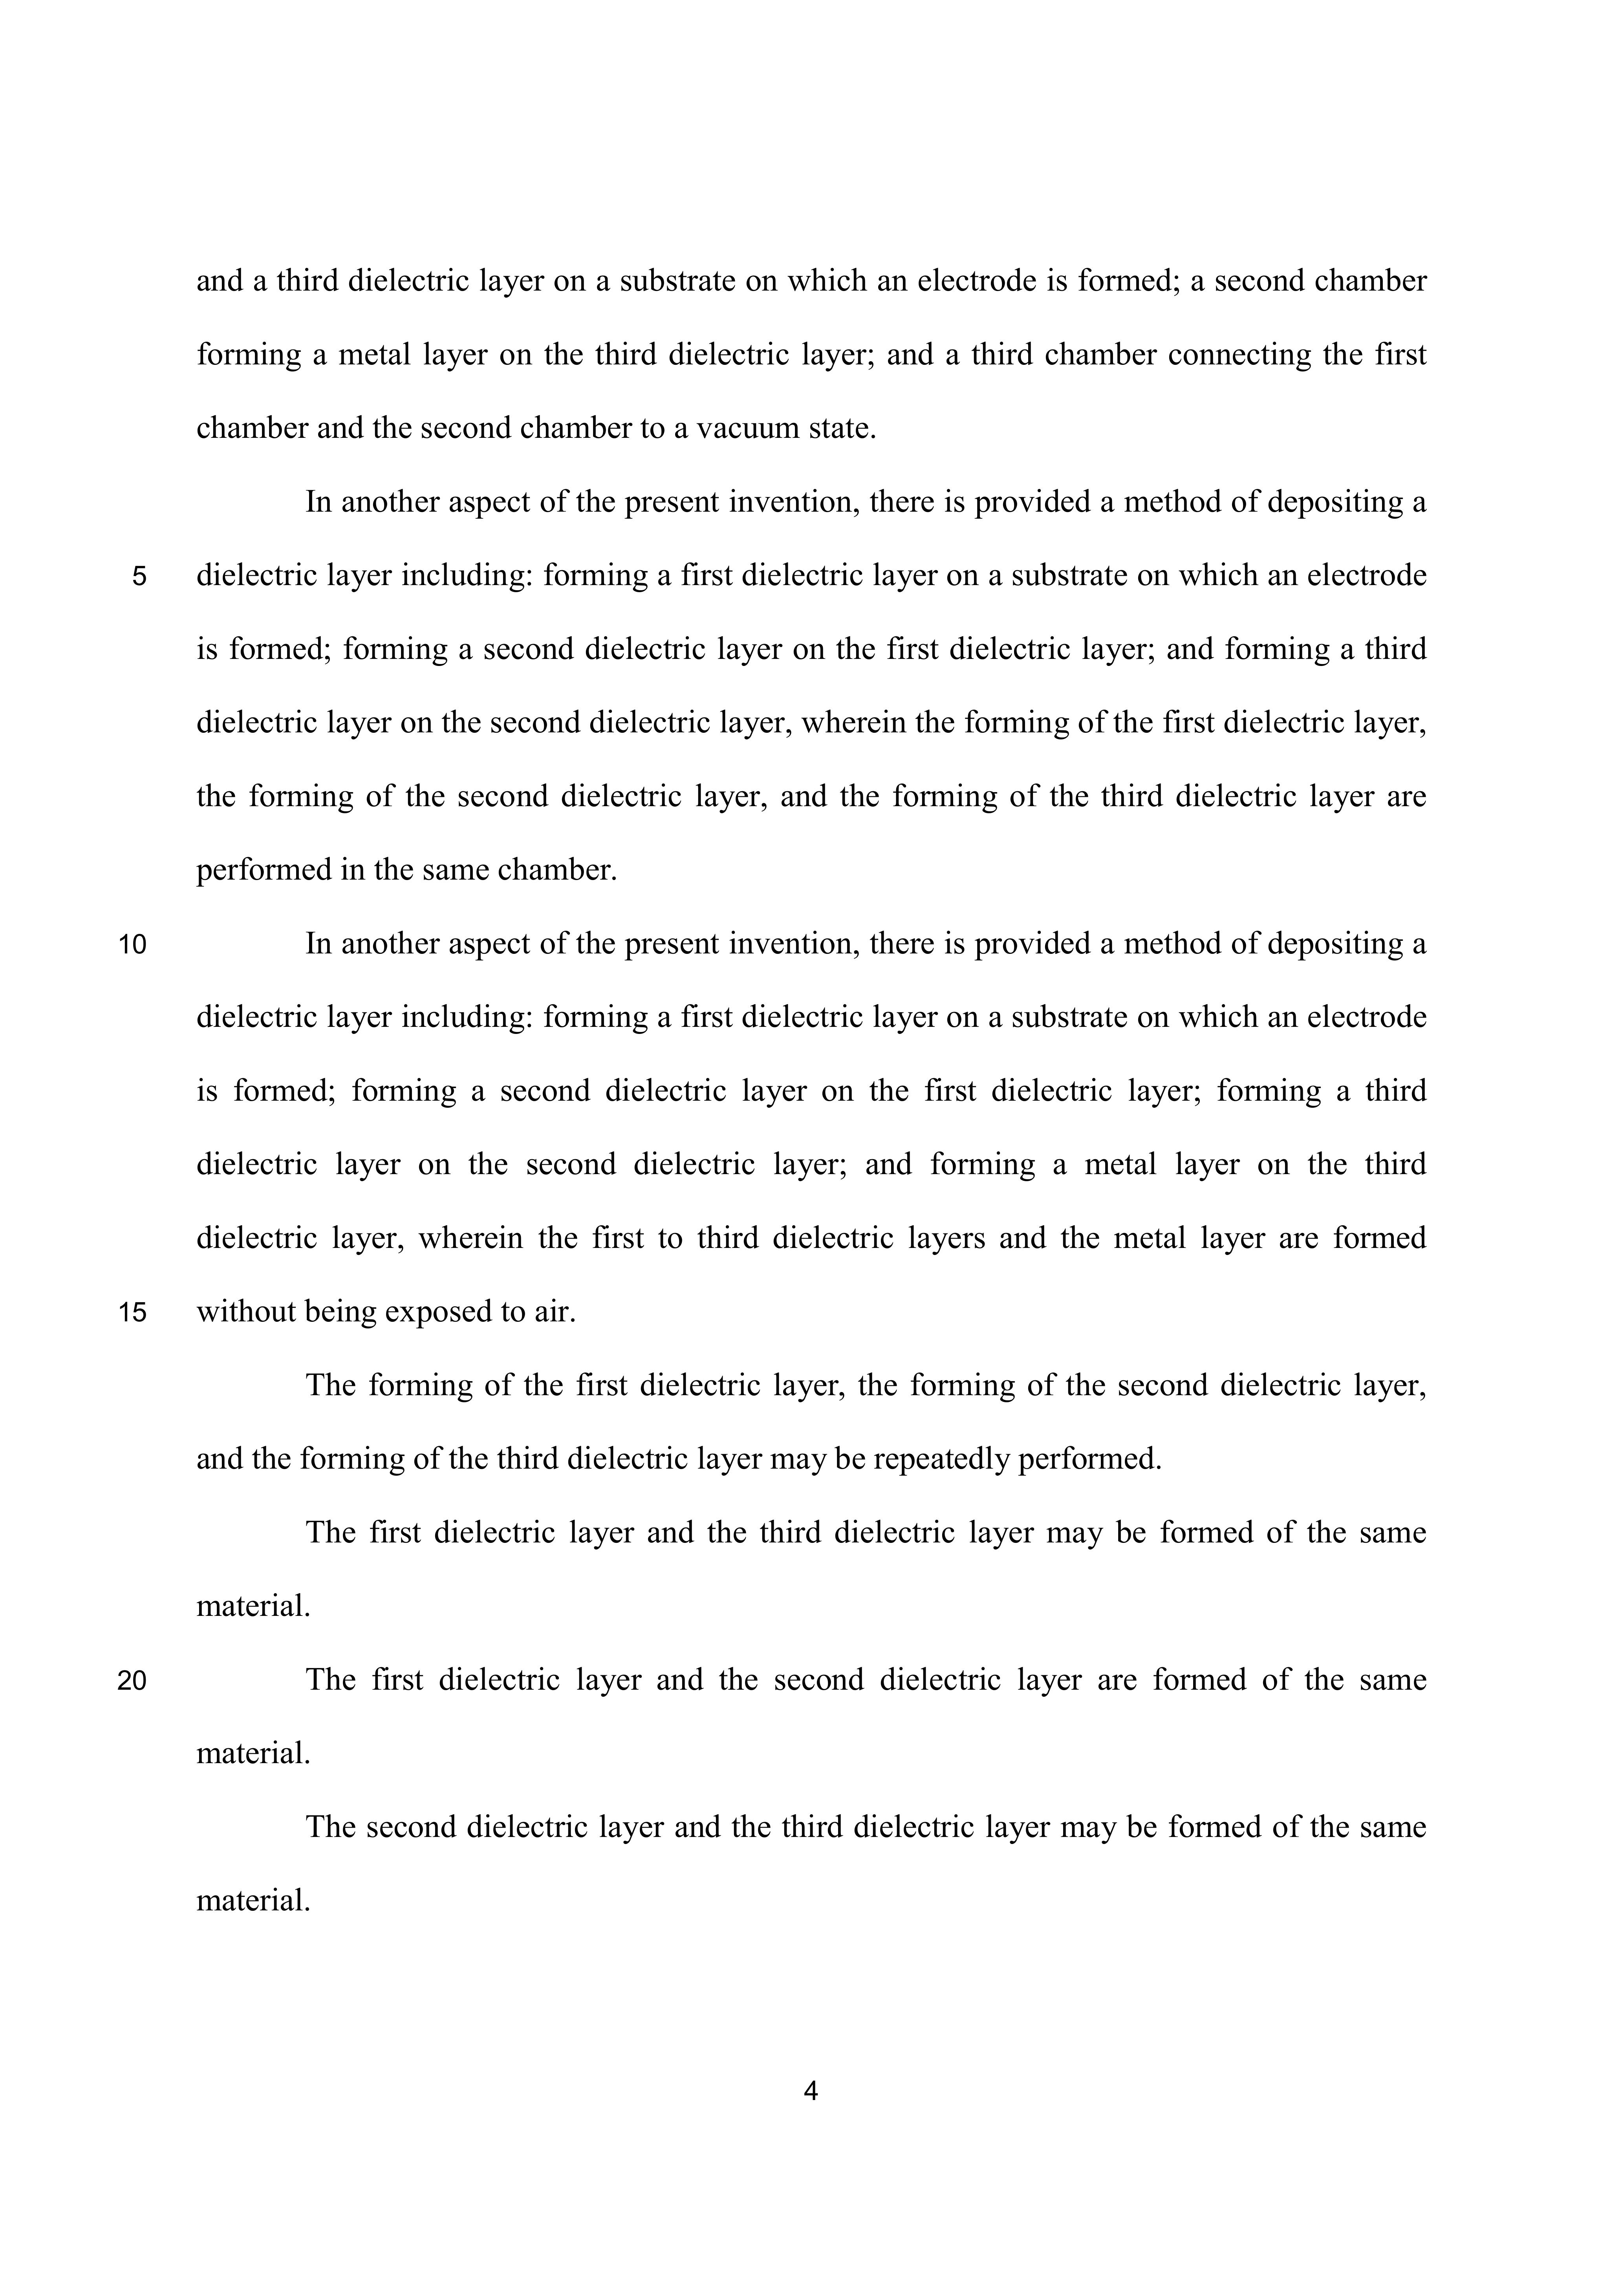 and a third dielectric layer on a substrate on which an electrode is formed; a second chamber
forming a metal layer on the third dielectric layer; and a third chamber connecting the first
chamber and the second chamber to a vacuum state.
In another aspect of the present invention, there is provided a method of depositing a
5 dielectric layer including: forming a first dielectric layer on a substrate on which an electrode
is formed; forming a second dielectric layer on the first dielectric layer; and forming a third
dielectric layer on the second dielectric layer, wherein the forming of the first dielectric layer,
the forming of the second dielectric layer, and the forming of the third dielectric layer are
performed in the same chamber.
10 In another aspect of the present invention, there is provided a method of depositing a
dielectric layer including: forming a first dielectric layer on a substrate on which an electrode
is formed; forming a second dielectric layer on the first dielectric layer; forming a third
dielectric layer on the second dielectric layer; and forming a metal layer on the third
dielectric layer, wherein the first to third dielectric layers and the metal layer are formed
15 without being exposed to air.
The forming of the first dielectric layer, the forming of the second dielectric layer,
and the forming of the third dielectric layer may be repeatedly performed.
The first dielectric layer and the third dielectric layer may be formed of the same
material.
20 The first dielectric layer and the second dielectric layer are formed of the same
material.
The second dielectric layer and the third dielectric layer may be formed of the same
material.
4